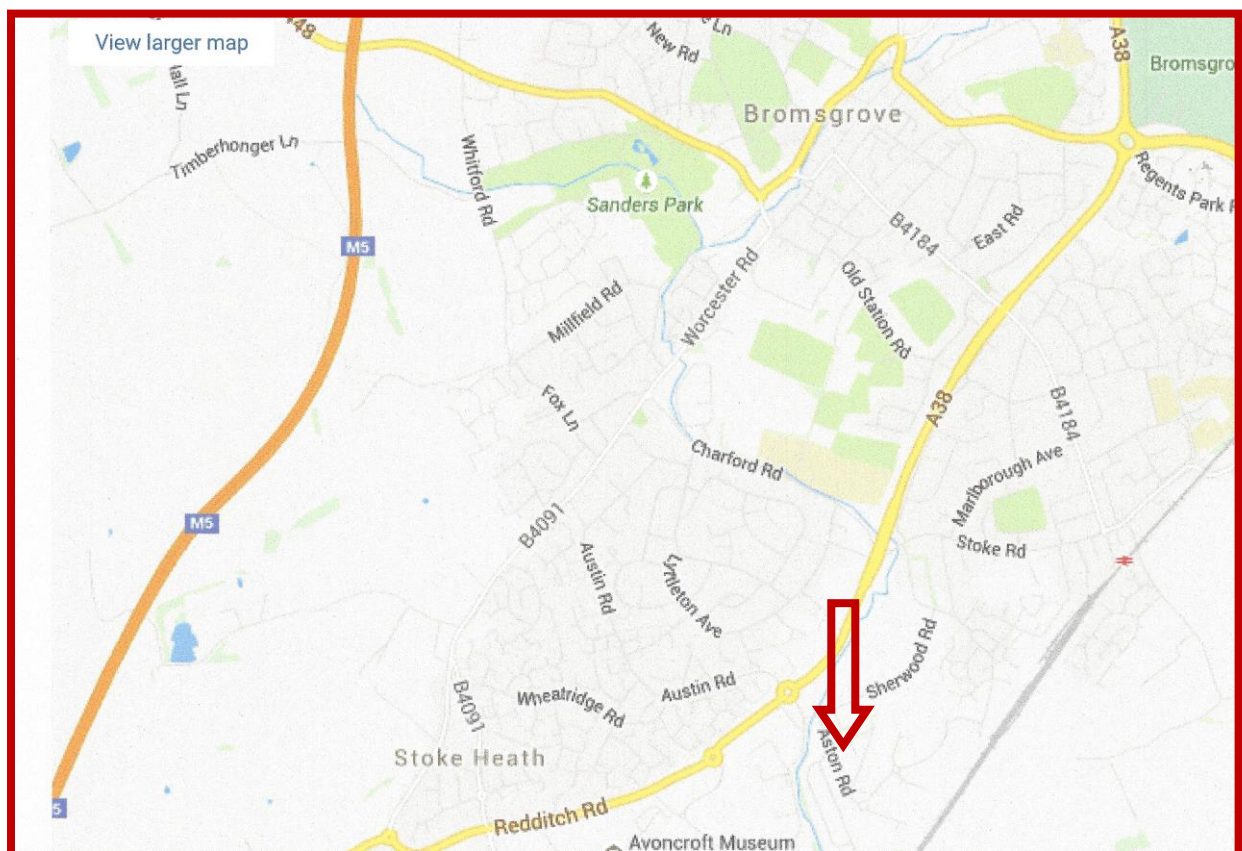 View larger map
New Rd
A38
Bromsgrove
Timberhonger Ln
Whitford Rd
Sanders Park
Regents Park
B4184
East Rd
M5
Worcester Rd
Old Station Rd
Millfield Rd
Fox Ln
A38
B4184
Charford Rd
Marlborough Ave
M5
B4091
Stoke Rd
Austin Rd
Lyttleton Ave
Sherwood Rd
Austin Rd
Wheatridge Rd
B4091
Aston Rd
Stoke Heath
Redditch Rd
Avoncroft Museum